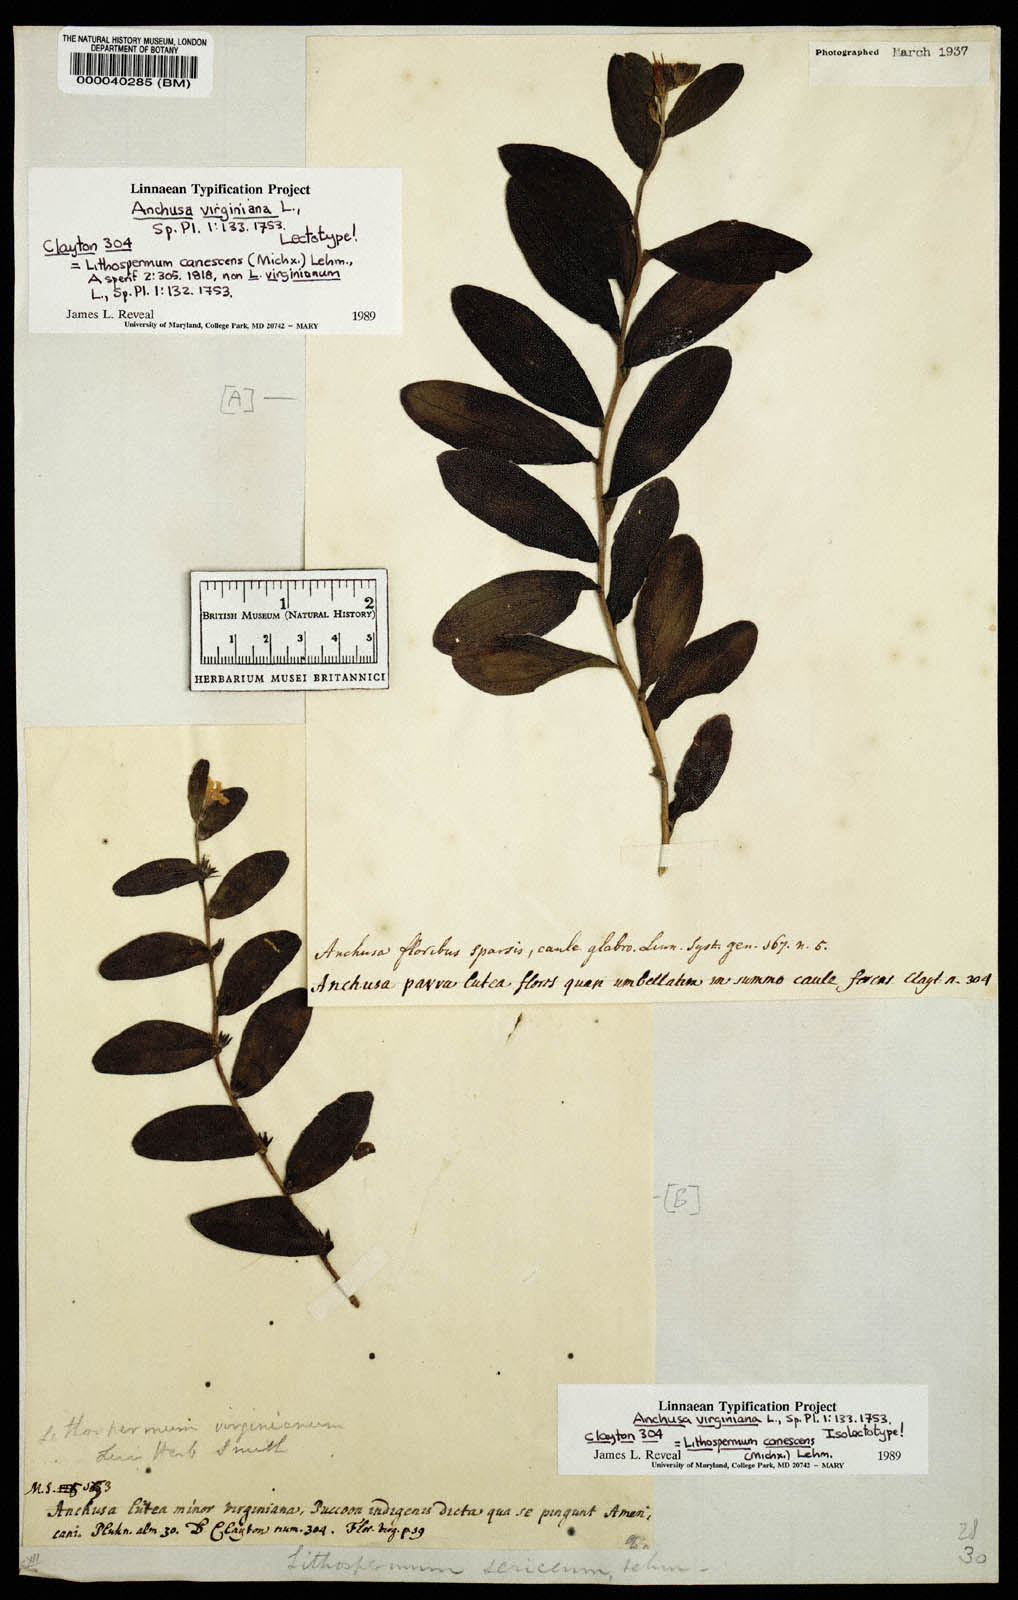 THE NATURAL HISTORY MUSEUM, LONDON
DEPARTMENT OF BOTANY
000040285 (BM)
Photographed March 1937
Linnaean Typification Project
Anchusa virginiana L.,
Sp. Pl. 1:133. 1753.
Clayton 304 Lectotype!
= Lithospermum canescens (Michx.) Lehm.,
Asperif 2:305. 1818, non L. virginianum
L., Sp. Pl. 1:132. 1753.
James L. Reveal 1989
University of Maryland, College Park, MD 20742 – MARY
[A] —
1 2
BRITISH MUSEUM (NATURAL HISTORY)
1 2 3 4 5
HERBARIUM MUSEI BRITANNICI
Anchusa floribus sparsis, caule glabro. Linn. Syst. gen. 167. n. 5.
Anchusa parva lutea flores quasi umbellatim in summo caule ferens Clayt. n. 304
- [B]
Linnaean Typification Project
Anchusa virginiana L., Sp. Pl. 1:133. 1753.
Clayton 304 Isolectotype!
= Lithospermum canescens
(Michx.) Lehm.
James L. Reveal 1989
University of Maryland, College Park, MD 20742 – MARY
Lithospermum virginianum
Linn Herb Smith
M.S.
Anchusa lutea minor virginiana, Puccoon indigenis dicta qua se pingunt Ameri,
cani. Plukn. alm 30. D Clayton num. 304. Flor. virg. p. 19
Lithospermum sericeum, Lehm –
28
30